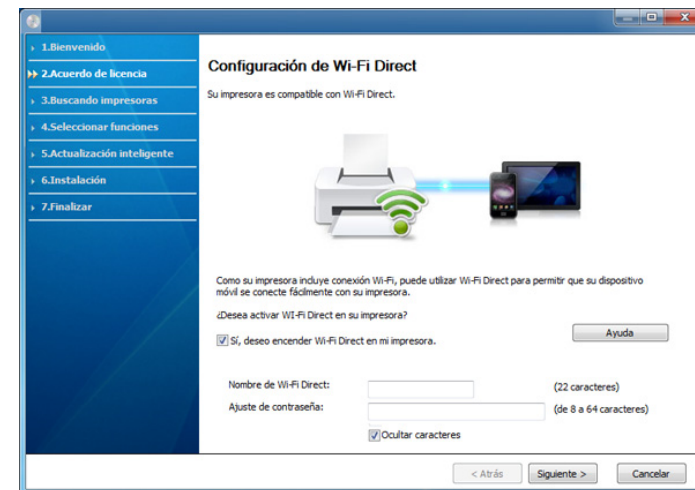 1.Bienvenido
2.Acuerdo de licencia
3.Buscando impresoras
4.Seleccionar funciones
5.Actualización inteligente
6.Instalación
7.Finalizar
Configuración de Wi-Fi Direct
Su impresora es compatible con Wi-Fi Direct.
Como su impresora indluye conexión Wi-Fi, puede utilizar Wi-Fi Direct para permitir que su dispositivo
móvil se conecte fácilmente con su impresora.
¿Desea activar WI-Fi Direct en su impresora?
Sí, deseo encender Wi-Fi Direct en mi impresora.
Ayuda
Nombre de Wi-Fi Direct:
(22 caracteres)
Ajuste de contraseña:
(de 8 a 64 caracteres)
Ocultar caracteres
< Atrás
Siguiente >
Cancelar